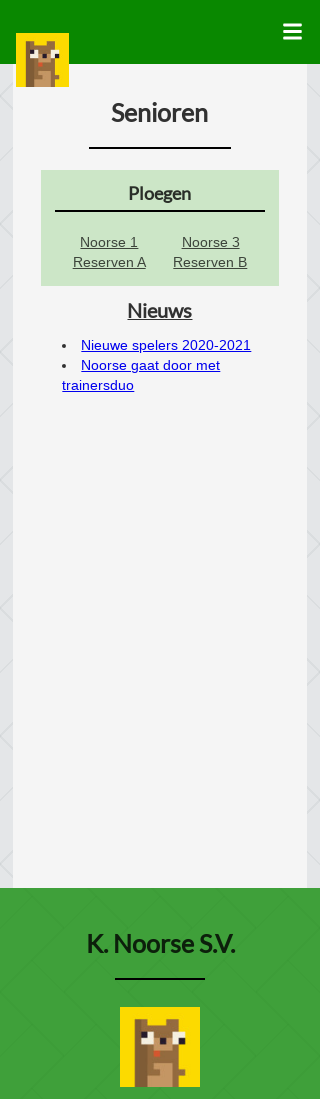 Senioren
Ploegen
Noorse 1 Noorse 3
Reserven A Reserven B
Nieuws
• Nieuwe spelers 2020-2021
• Noorse gaat door met
trainersduo
K. Noorse S.V.